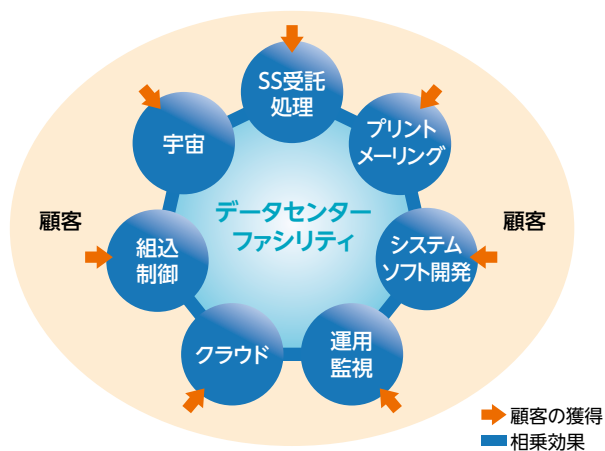 SS受託
処理
プリント
メーリング
宇宙
データセンター
ファシリティ
顧客
顧客
組込
制御
システム
ソフト開発
クラウド
運用
監視
顧客の獲得
相乗効果